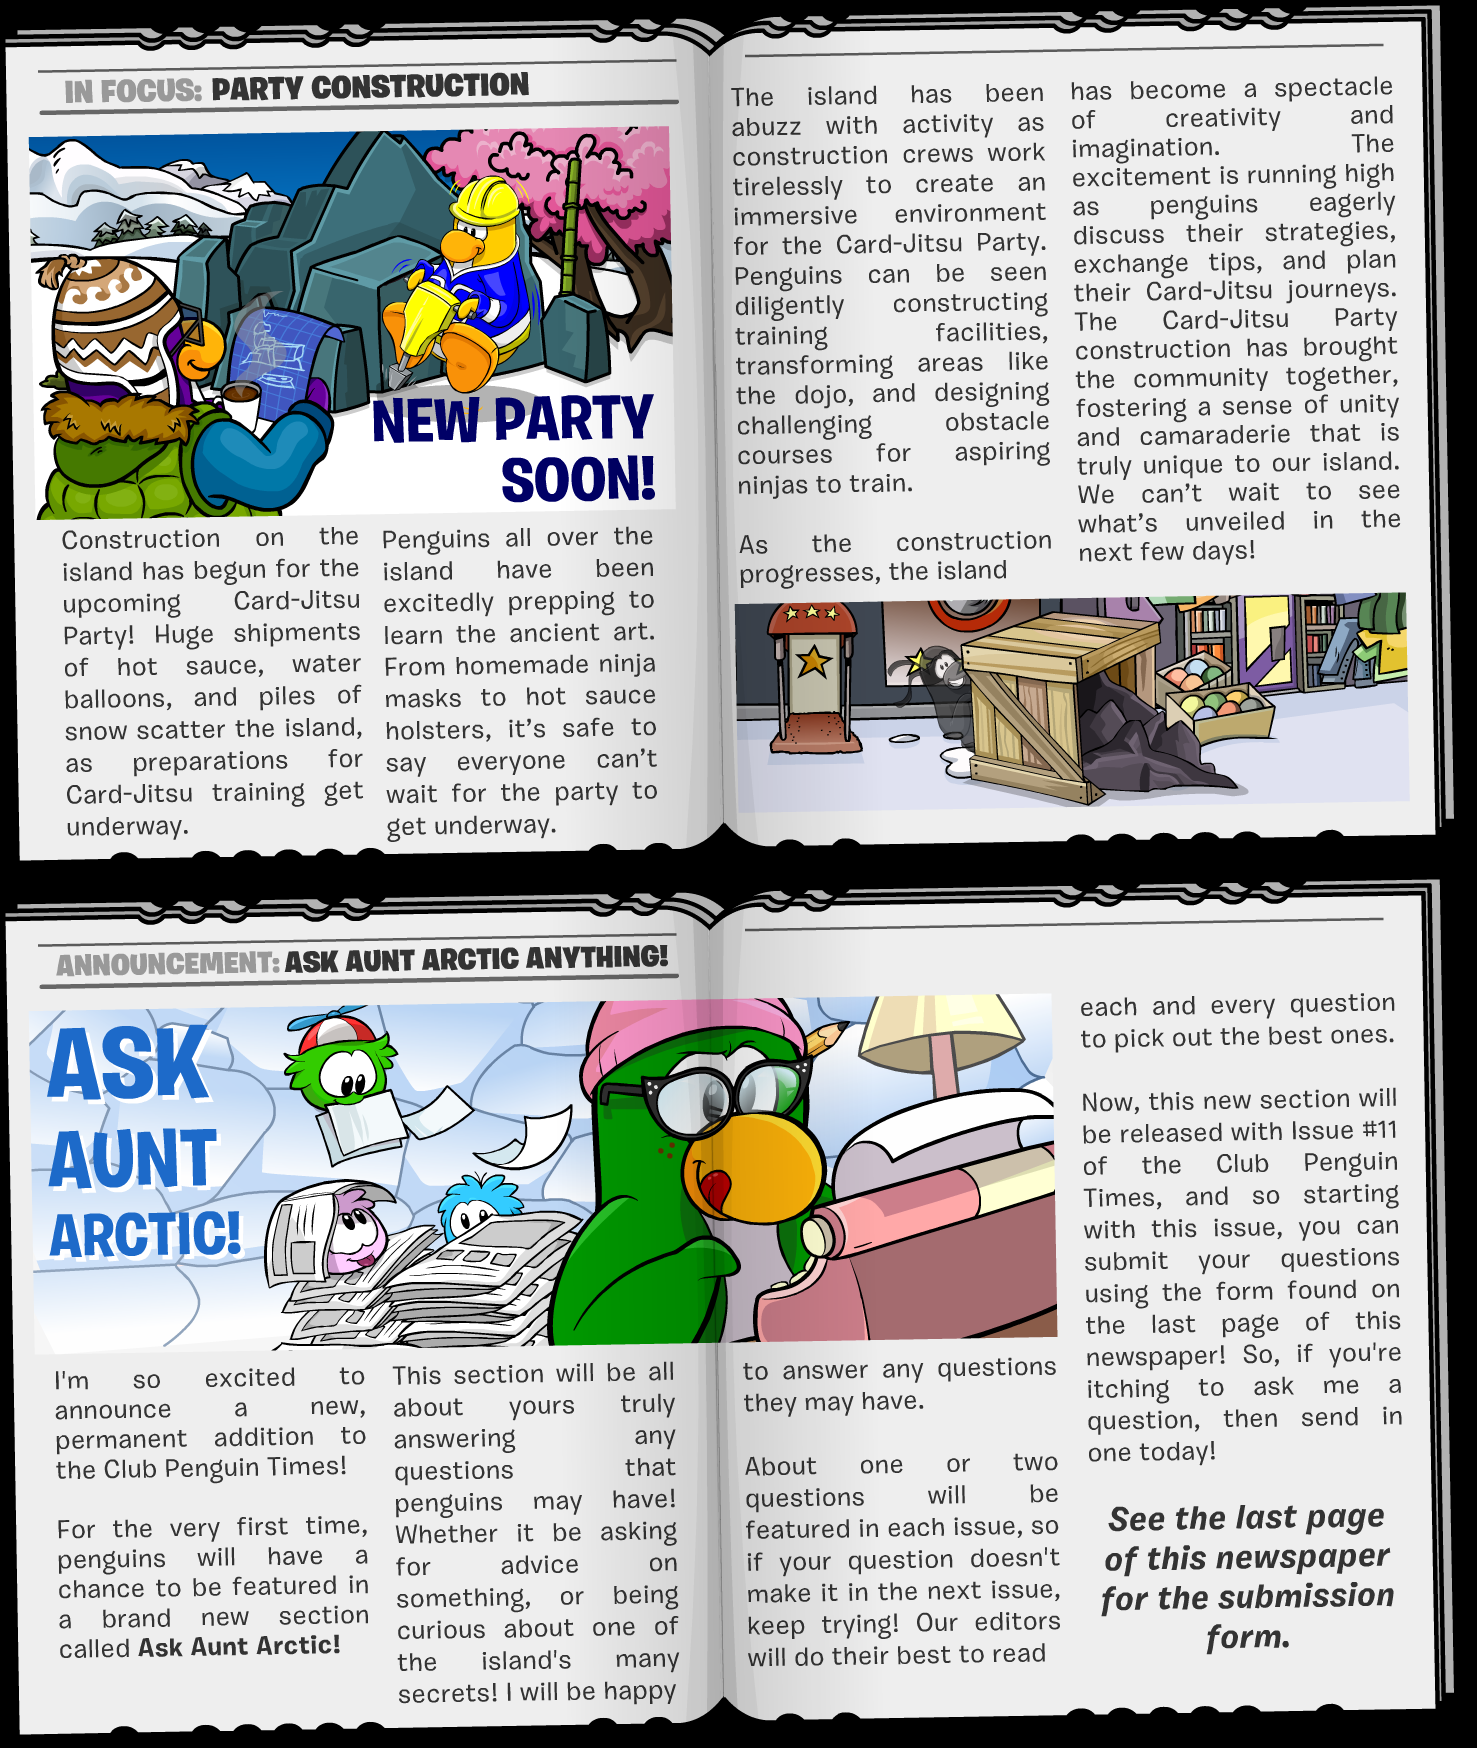 IN FOCUS: PARTY CONSTRUCTION
NEW PARTY
SOON!
Construction on the
island has begun for the
upcoming Card-Jitsu
Party! Huge shipments
of hot sauce, water
balloons, and piles of
snow scatter the island,
as preparations for
Card-Jitsu training get
underway.
Penguins all over the
island have been
excitedly prepping to
learn the ancient art.
From homemade ninja
masks to hot sauce
holsters, it's safe to
say everyone can't
wait for the party to
get underway.
The island has been
abuzz with activity as
construction crews work
tirelessly to create an
immersive environment
for the Card-Jitsu Party.
Penguins can be seen
diligently constructing
training facilities,
transforming areas like
the dojo, and designing
challenging obstacle
courses for aspiring
ninjas to train.
As the construction
progresses, the island
has become a spectacle
of creativity and
imagination. The
excitement is running high
as penguins eagerly
discuss their strategies,
exchange tips, and plan
their Card-Jitsu journeys.
The Card-Jitsu Party
construction has brought
the community together,
fostering a sense of unity
and camaraderie that is
truly unique to our island.
We can't wait to see
what's unveiled in the
next few days!
ANNOUNCEMENT: ASK AUNT ARCTIC ANYTHING!
ASK
AUNT
ARCTIC!
I'm so excited to
announce a new,
permanent addition to
the Club Penguin Times!
For the very first time,
penguins will have a
chance to be featured in
a brand new section
called Ask Aunt Arctic!
This section will be all
about yours truly
answering any
questions that
penguins may have!
Whether it be asking
for advice on
something, or being
curious about one of
the island's many
secrets! I will be happy
to answer any questions
they may have.
About one or two
questions will be
featured in each issue, so
if your question doesn't
make it in the next issue,
keep trying! Our editors
will do their best to read
each and every question
to pick out the best ones.
Now, this new section will
be released with Issue #11
of the Club Penguin
Times, and so starting
with this issue, you can
submit your questions
using the form found on
the last page of this
newspaper! So, if you're
itching to ask me a
question, then send in
one today!
See the last page
of this newspaper
for the submission
form.